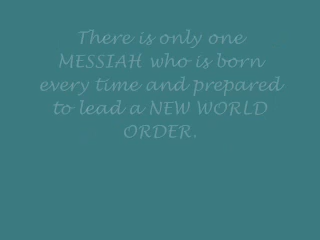 There is only one
MESSIAH who is born
every time and prepared
to lead a NEW WORLD
ORDER.